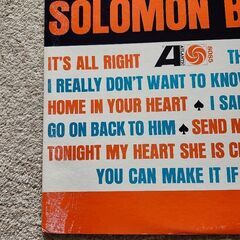 SOLOMON B
IT'S ALL RIGHT A TH
I REALLY DON'T WANT TO KNOW
HOME IN YOUR HEART ♠ I SA
GO ON BACK TO HIM ♠ SEND M
TONIGHT MY HEART SHE IS C
YOU CAN MAKE IT IF